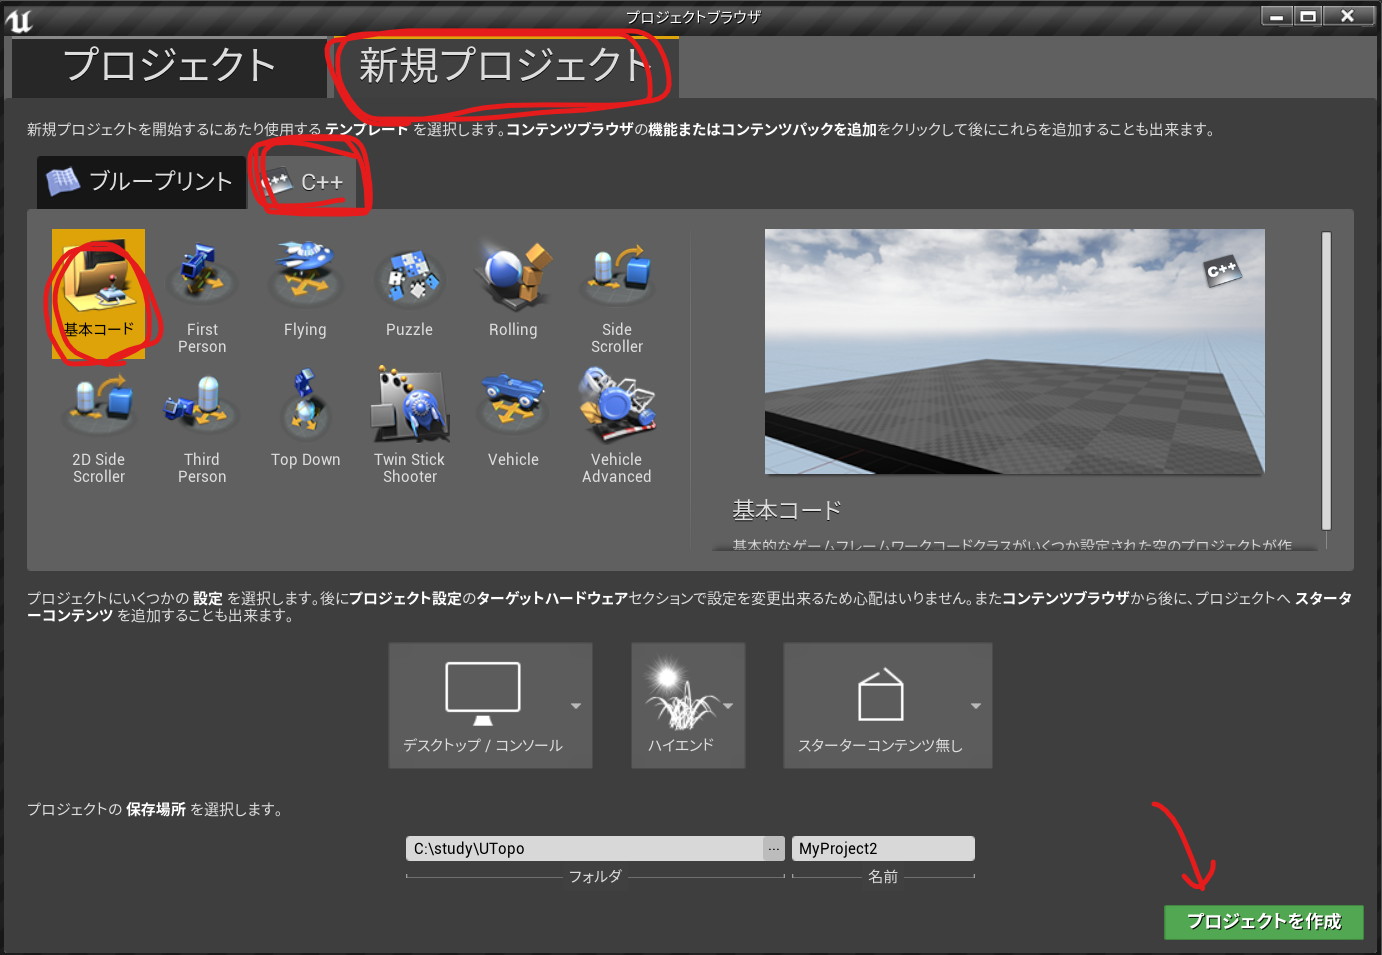 プロジェクトブラウザ
プロジェクト
新規プロジェクト
新規プロジェクトを開始するにあたり使用する テンプレート を選択します。コンテンツブラウザの機能またはコンテンツパックを追加をクリックして後にこれらを追加することも出来ます。
ブループリント
C++
C++
基本コード
First Person
Flying
Puzzle
Rolling
Side Scroller
2D Side Scroller
Third Person
Top Down
Twin Stick Shooter
Vehicle
Vehicle Advanced
C++
基本コード
基本的なゲームフレームワークコードクラスがいくつか設定された空のプロジェクトが作
プロジェクトにいくつかの 設定 を選択します。後にプロジェクト設定のターゲットハードウェアセクションで設定を変更出来るため心配はいりません。またコンテンツブラウザから後に、プロジェクトへ スタータ
ーコンテンツ を追加することも出来ます。
デスクトップ / コンソール
ハイエンド
スターターコンテンツ無し
プロジェクトの 保存場所 を選択します。
C:\study\UTopo
...
MyProject2
フォルダ
名前
プロジェクトを作成